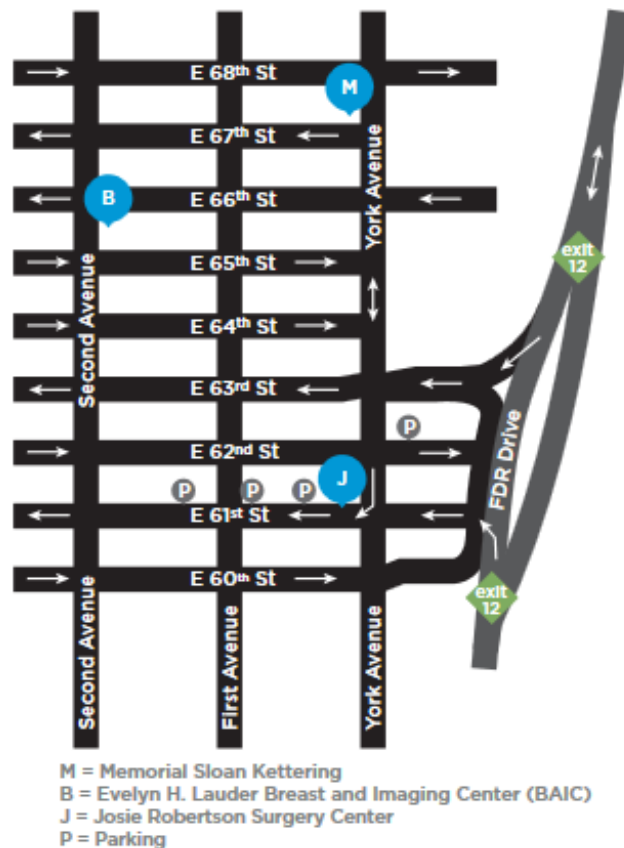 E 68th St
M
E 67th St
York Avenue
B
E 66th St
exit
12
E 65th St
Second Avenue
E 64th St
E 63rd St
P
E 62nd St
FDR Drive
J
P
P
P
E 61st St
E 60th St
exit
12
Second Avenue
First Avenue
York Avenue
M = Memorial Sloan Kettering
B = Evelyn H. Lauder Breast and Imaging Center (BAIC)
J = Josie Robertson Surgery Center
P = Parking